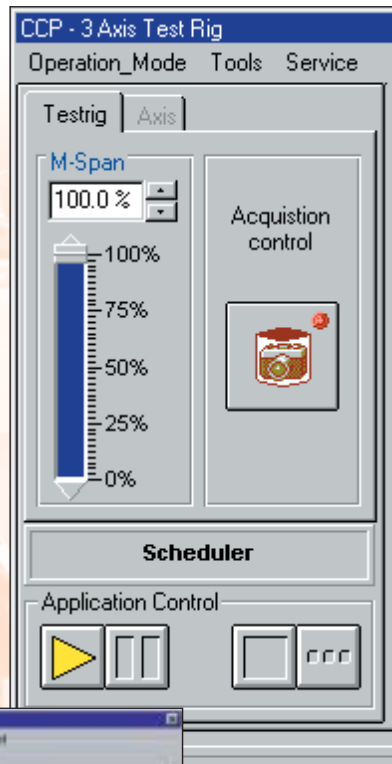 CCP - 3 Axis Test Rig
Operation_Mode Tools Service
Testrig Axis
M-Span
100.0 %
Acquistion
control
100%
75%
50%
25%
0%
Scheduler
Application Control